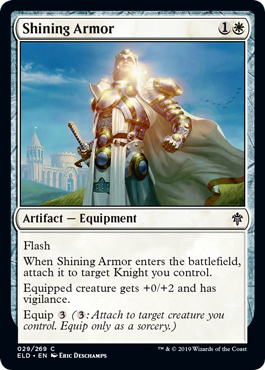 Shining Armor 1
Artifact — Equipment
Flash
When Shining Armor enters the battlefield,
attach it to target Knight you control.
Equipped creature gets +0/+2 and has
vigilance.
Equip 3 (3: Attach to target creature you
control. Equip only as a sorcery.)
029/269 C
ELD • EN Eric Deschamps
™ & © 2019 Wizards of the Coast